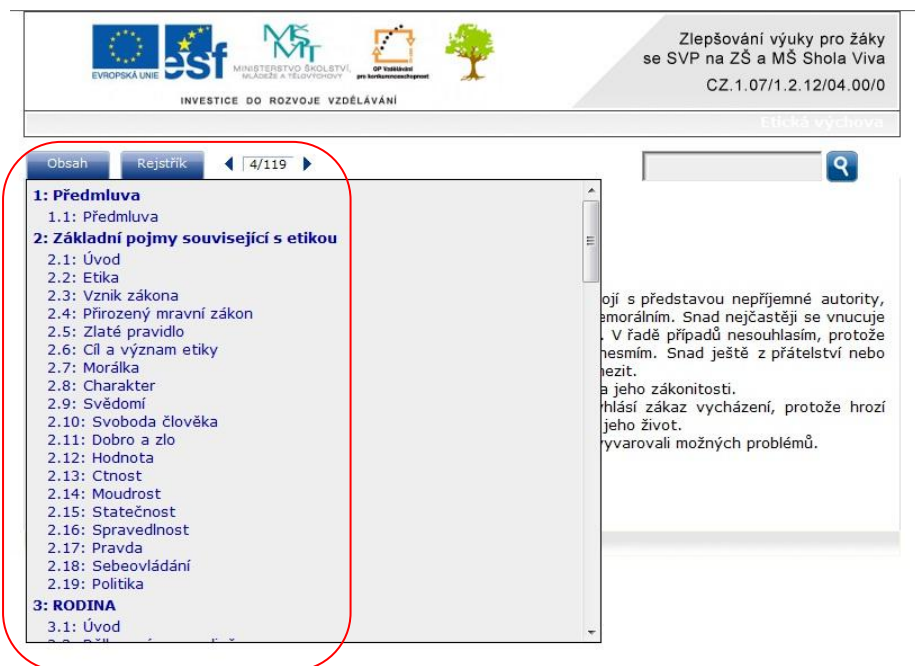 EVROPSKÁ UNIE
esf
MINISTERSTVO ŠKOLSTVÍ,
MLÁDEŽE A TĚLOVÝCHOVY
OP Vzdělávání
pro konkurenceschopnost
INVESTICE DO ROZVOJE VZDĚLÁVÁNÍ
Zlepšování výuky pro žáky
se SVP na ZŠ a MŠ Shola Viva
CZ.1.07/1.2.12/04.00/0
Etická výchova
Obsah
Rejstřík
4/119
1: Předmluva
1.1: Předmluva
2: Základní pojmy související s etikou
2.1: Úvod
2.2: Etika
2.3: Vznik zákona
2.4: Přirozený mravní zákon
2.5: Zlaté pravidlo
2.6: Cíl a význam etiky
2.7: Morálka
2.8: Charakter
2.9: Svědomí
2.10: Svoboda člověka
2.11: Dobro a zlo
2.12: Hodnota
2.13: Ctnost
2.14: Moudrost
2.15: Statečnost
2.16: Spravedlnost
2.17: Pravda
2.18: Sebeovládání
2.19: Politika
3: RODINA
3.1: Úvod
ojí s představou nepříjemné autority,
emorálním. Snad nejčastěji se vnucuje
. V řadě případů nesouhlasím, protože
nesmím. Snad ještě z přátelství nebo
mezit.
a jeho zákonitosti.
yhlásí zákaz vycházení, protože hrozí
jeho život.
vyvarovali možných problémů.